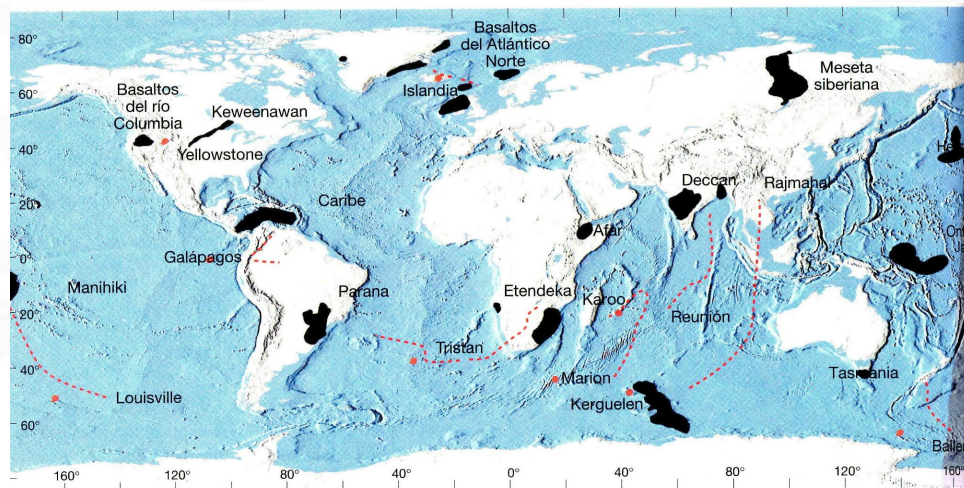 80°
60°
40°
20°
0°
20°
40°
60°
Basaltos
del Atlántico
Norte
Islandia
Meseta
siberiana
Basaltos
del río
Columbia
Keweenawan
Yellowstone
Caribe
Deccan
Rajmahal
Afar
Galápagos
Manihiki
Parana
Etendeka
Karoo
Reunión
Tristan
Louisville
Marion
Kerguelen
Tasmania
160°
120°
80°
40°
0°
40°
80°
120°
160°